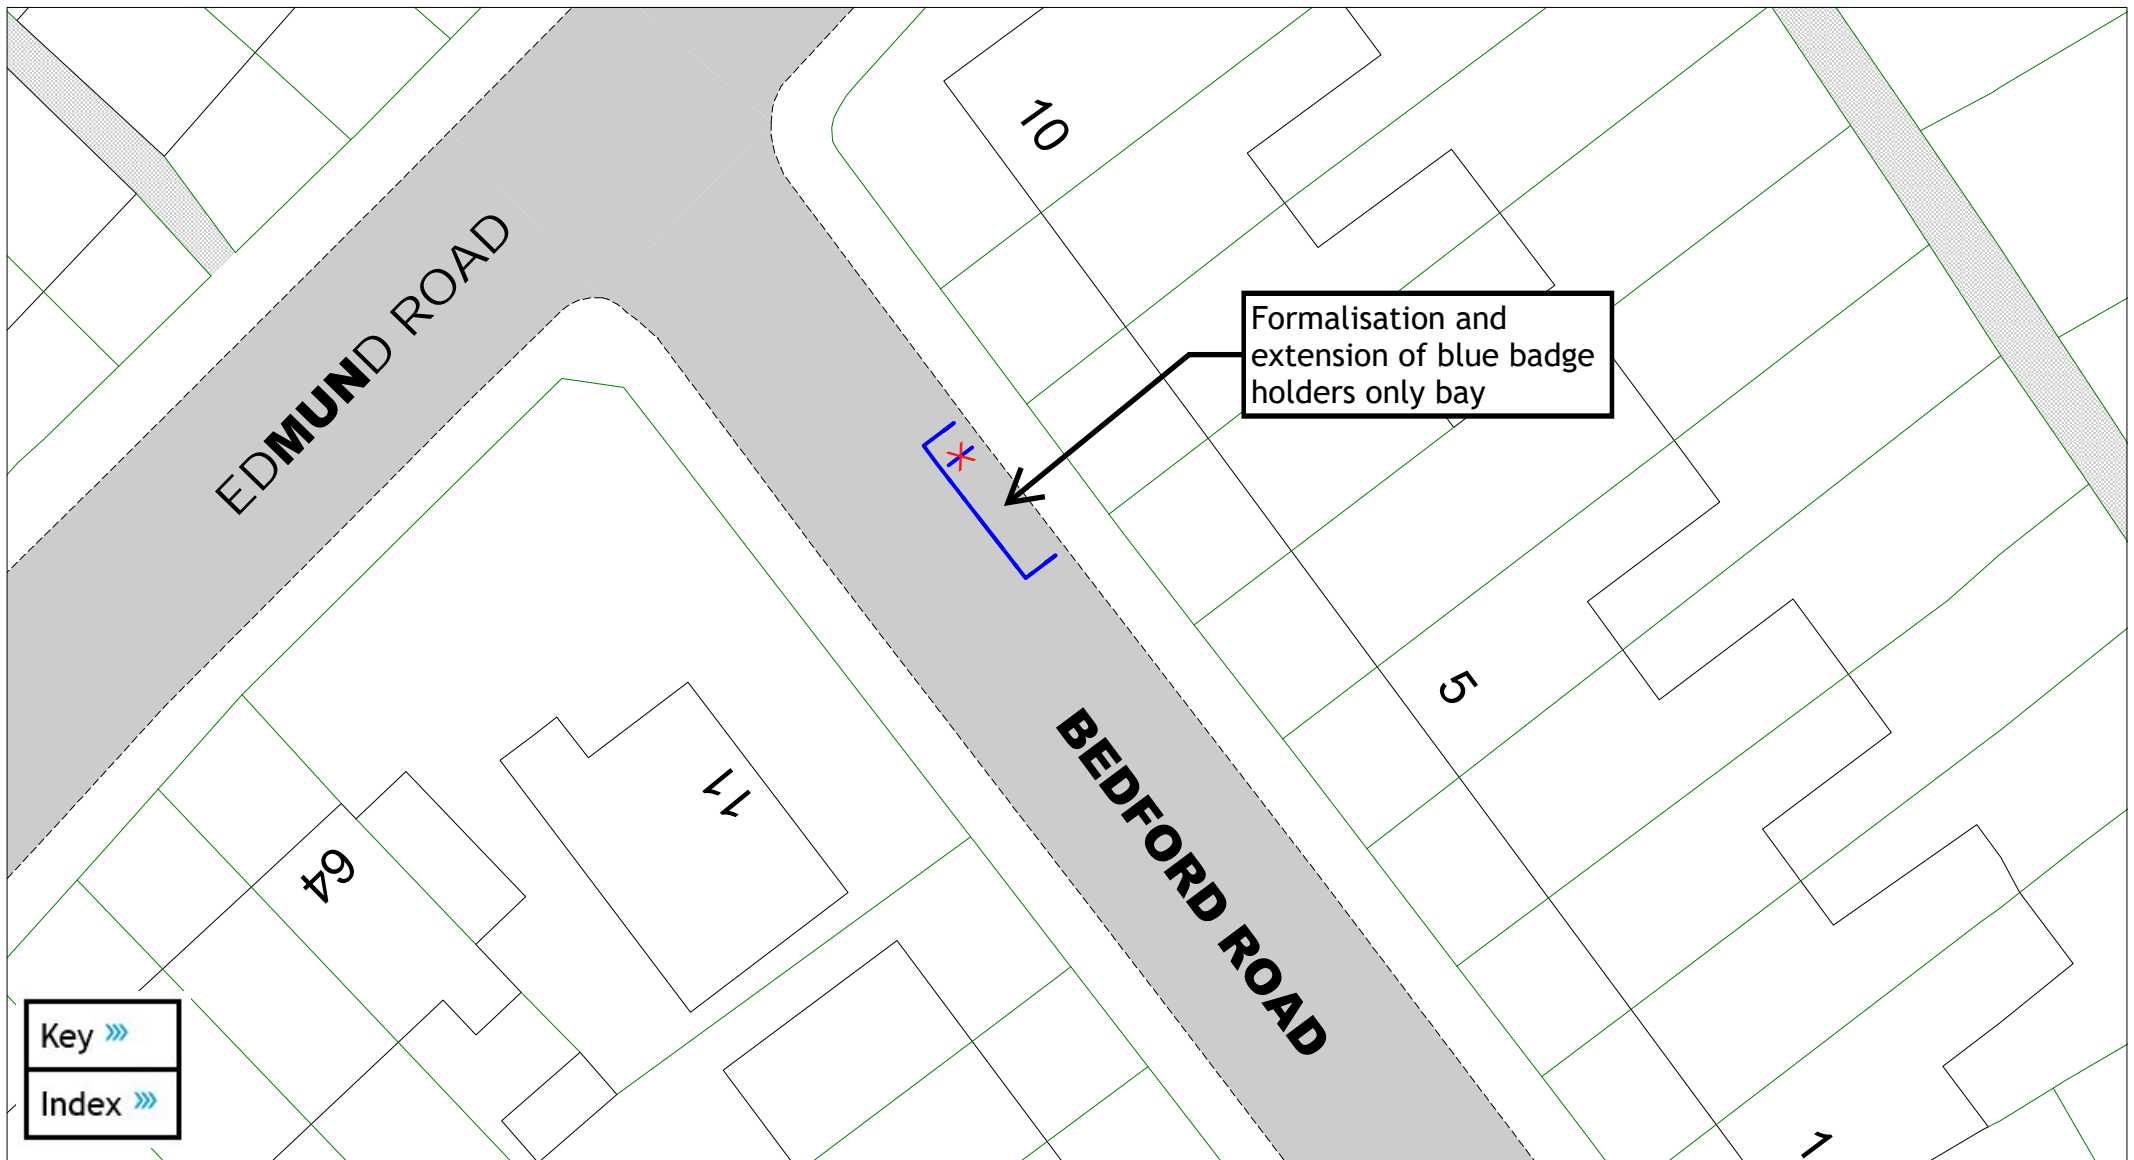 10
EDMUND ROAD
Formalisation and
extension of blue badge
holders only bay
5
BEDFORD ROAD
11
64
Key
Index
1